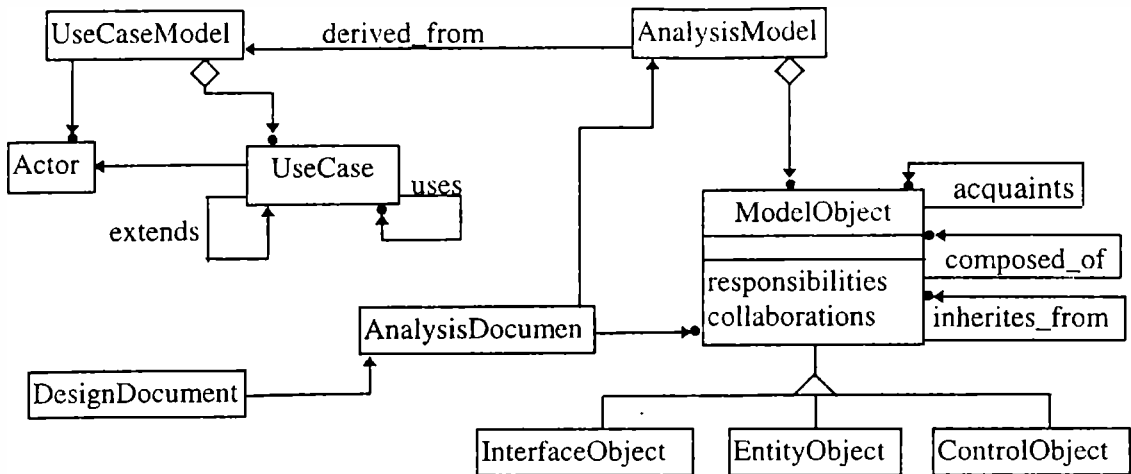 UseCaseModel
derived_from
AnalysisModel
Actor
UseCase
uses
extends
ModelObject
acquaints
composed_of
responsibilities
collaborations
inherites_from
AnalysisDocumen
DesignDocument
InterfaceObject
EntityObject
ControlObject